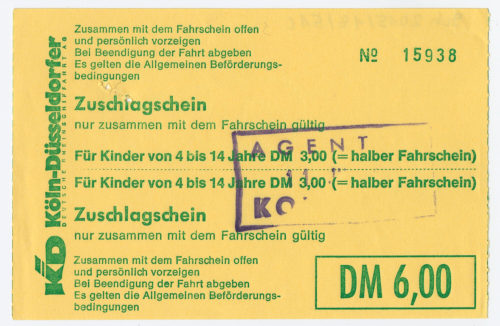 Zusammen mit dem Fahrschein offen
und persönlich vorzeigen
Bei Beendigung der Fahrt abgeben
Es gelten die Allgemeinen Beförderungs-
bedingungen
Nº 15938
Zuschlagschein
nur zusammen mit dem Fahrschein gültig
Für Kinder von 4 bis 14 Jahre DM 3,00 (= halber Fahrschein)
Für Kinder von 4 bis 14 Jahre DM 3,00 (= halber Fahrschein)
Zuschlagschein
nur zusammen mit dem Fahrschein gültig
Zusammen mit dem Fahrschein offen
und persönlich vorzeigen
Bei Beendigung der Fahrt abgeben
Es gelten die Allgemeinen Beförderungs-
bedingungen
DM 6,00
KD Köln-Düsseldorfer
DEUTSCHE RHEINSCHIFFAHRT AG
AGENT